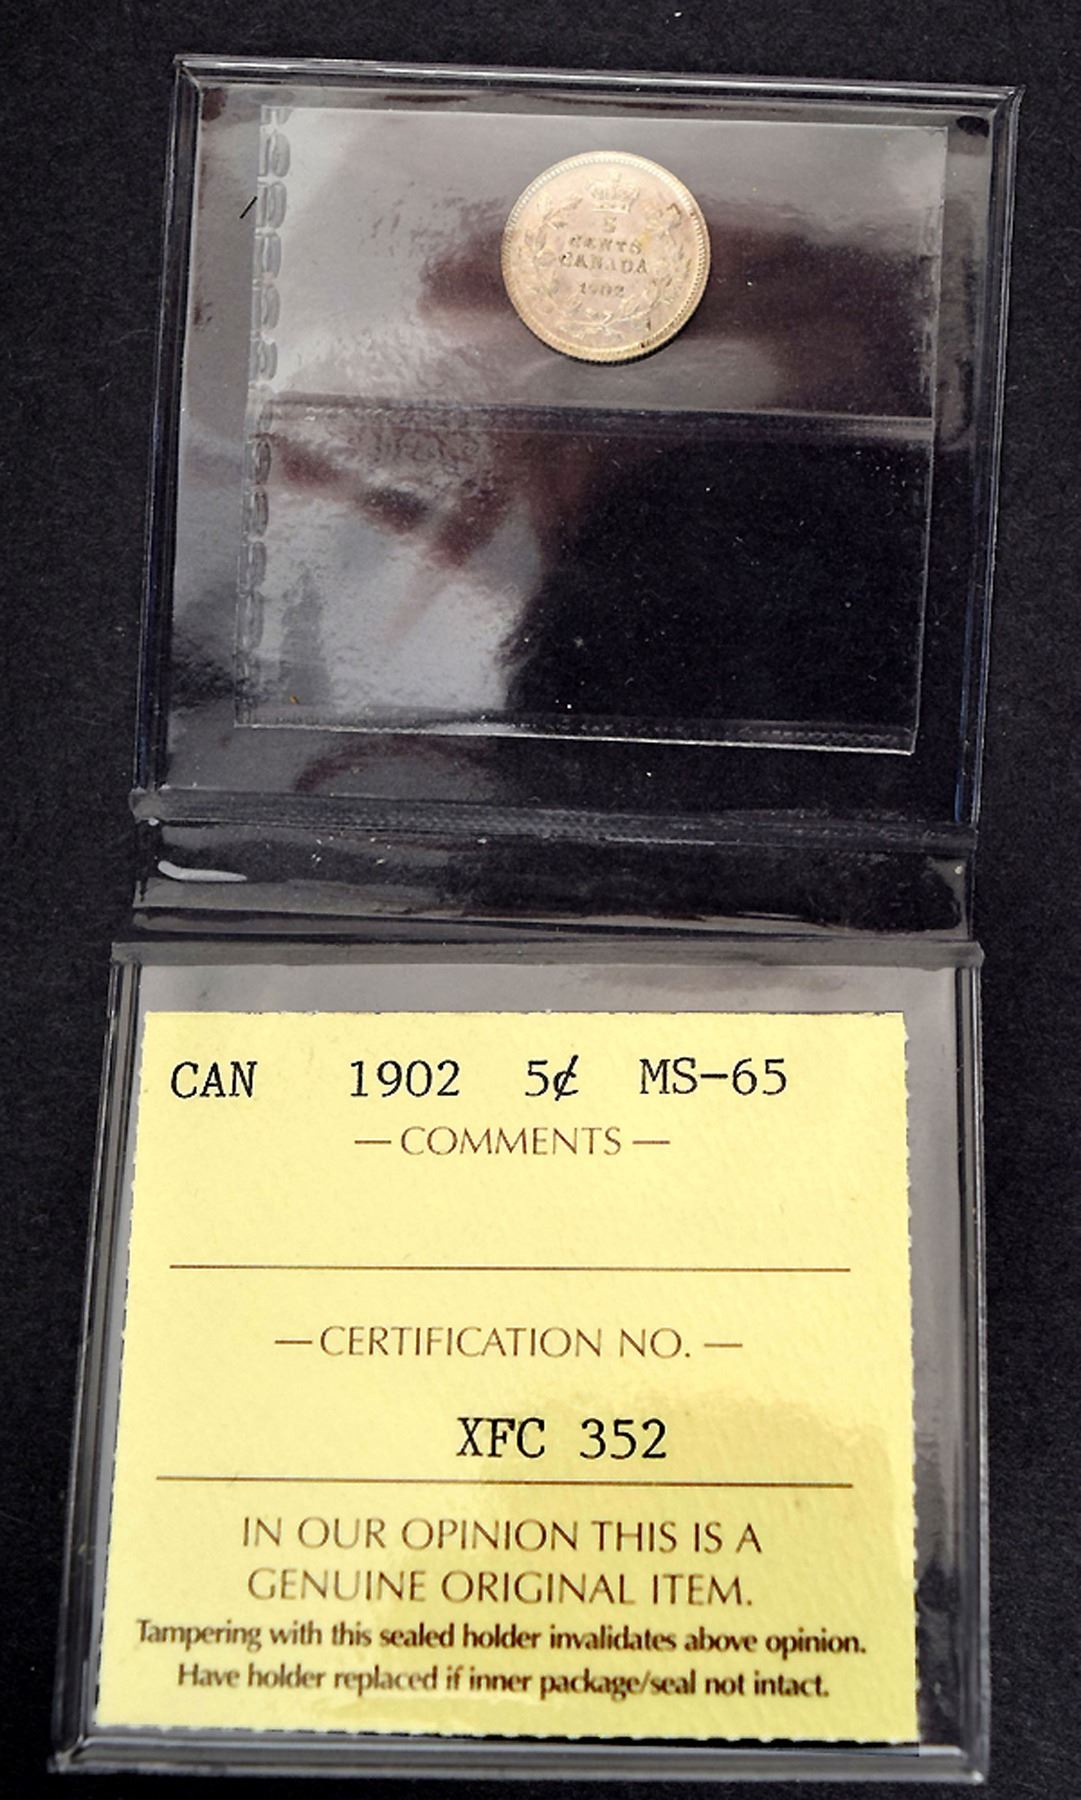 5
CENTS
CANADA
1902
CAN 1902 5¢ MS-65
— COMMENTS —
— CERTIFICATION NO. —
XFC 352
IN OUR OPINION THIS IS A
GENUINE ORIGINAL ITEM.
Tampering with this sealed holder invalidates above opinion.
Have holder replaced if inner package/seal not intact.